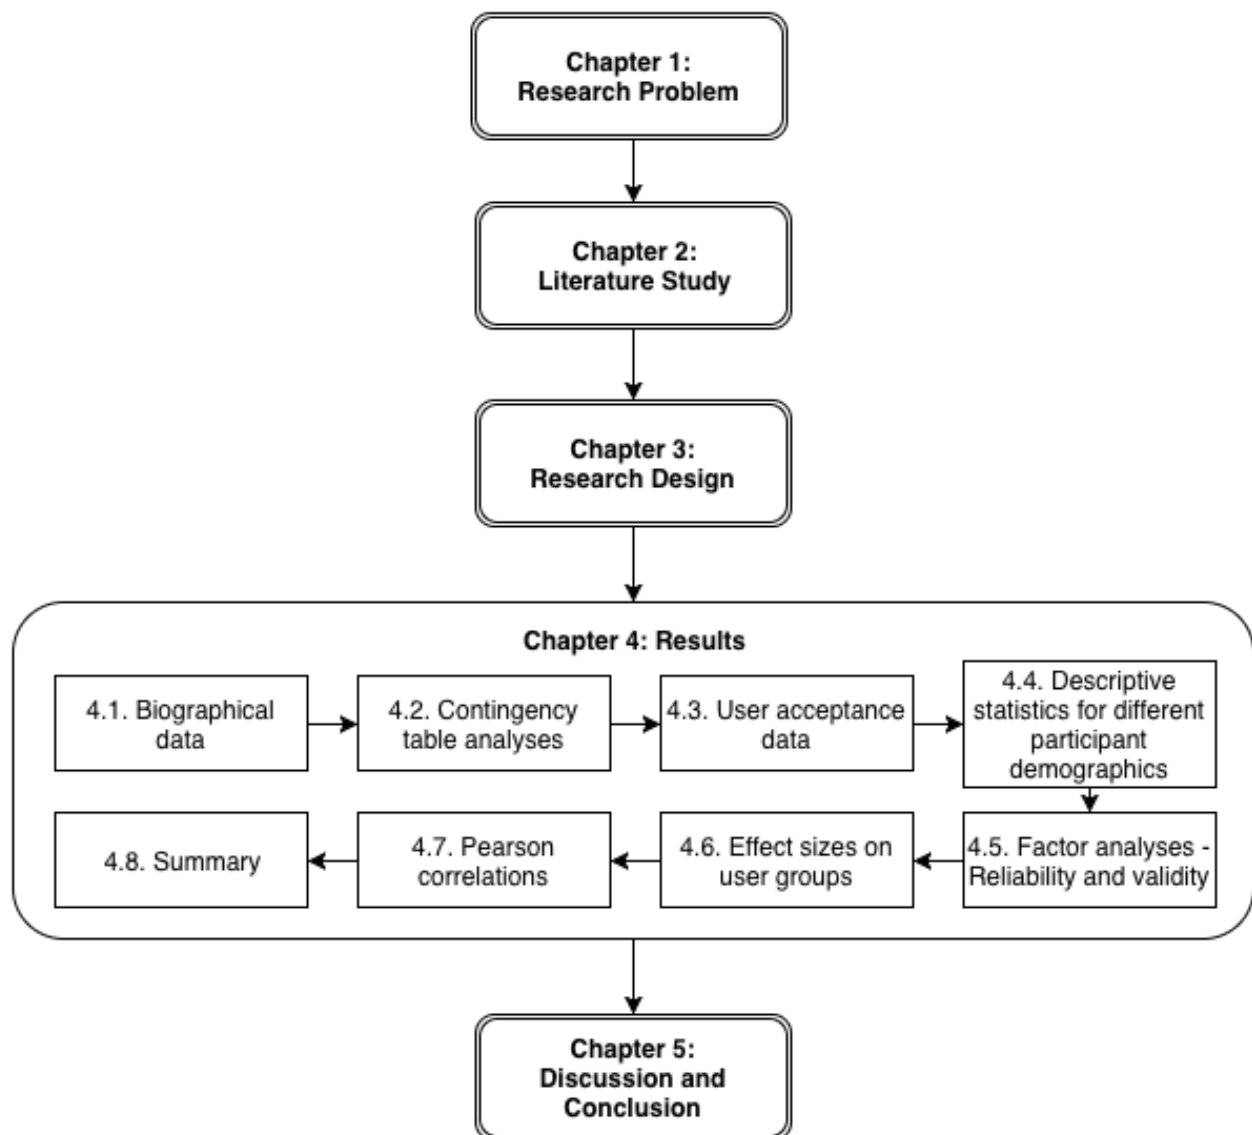 Chapter 1:
Research Problem
Chapter 2:
Literature Study
Chapter 3:
Research Design
Chapter 4: Results
4.1. Biographical
data
4.2. Contingency
table analyses
4.3. User acceptance
data
4.4. Descriptive
statistics for different
participant
demographics
4.5. Factor analyses -
Reliability and validity
4.6. Effect sizes on
user groups
4.7. Pearson
correlations
4.8. Summary
Chapter 5:
Discussion and
Conclusion